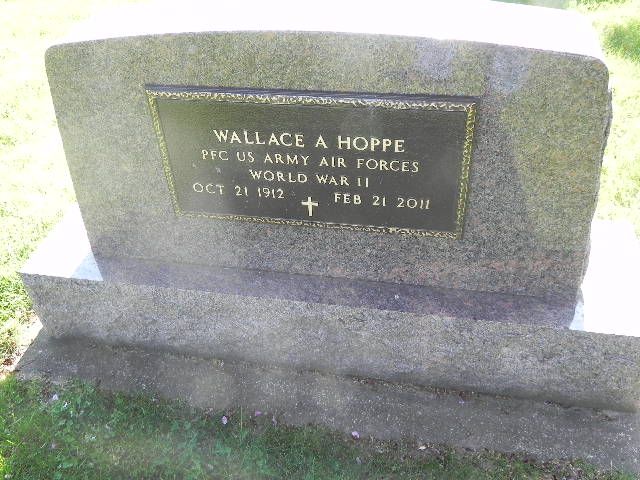 WALLACE A HOPPE
PFC US ARMY AIR FORCES
WORLD WAR II
OCT 21 1912 FEB 21 2011